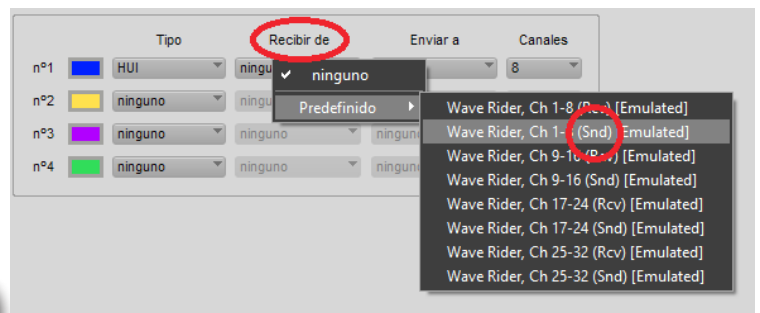 Tipo Recibir de Enviar a Canales
nº1 HUI ningu 8
✓ ninguno
nº2 ninguno ningu Predefinido
Wave Rider, Ch 1-8 (Rcv) [Emulated]
nº3 ninguno ninguno ninguno
Wave Rider, Ch 1-8 (Snd) [Emulated]
nº4 ninguno ninguno ninguno
Wave Rider, Ch 9-16 (Rcv) [Emulated]
Wave Rider, Ch 9-16 (Snd) [Emulated]
Wave Rider, Ch 17-24 (Rcv) [Emulated]
Wave Rider, Ch 17-24 (Snd) [Emulated]
Wave Rider, Ch 25-32 (Rcv) [Emulated]
Wave Rider, Ch 25-32 (Snd) [Emulated]